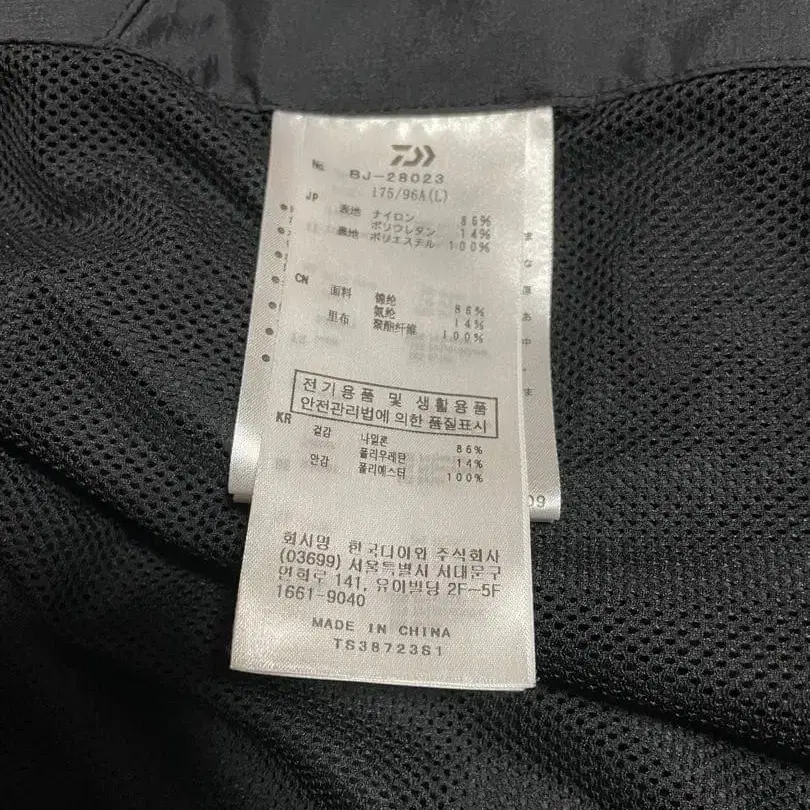 No. BJ-28023
175/96A(L)
JP 表地 ナイロン 86%
ポリウレタン 14%
裏地 ポリエステル 100%
CN 面料 锦纶 86%
氨纶 14%
里布 聚酯纤维 100%
전기용품 및 생활용품
안전관리법에 의한 품질표시
KR 겉감 나일론 86%
폴리우레탄 14%
안감 폴리에스터 100%
회사명 한국다이와 주식회사
(03699) 서울특별시 서대문구
연희로 141, 유이빌딩 2F~5F
1661-9040
MADE IN CHINA
TS38723S1
09